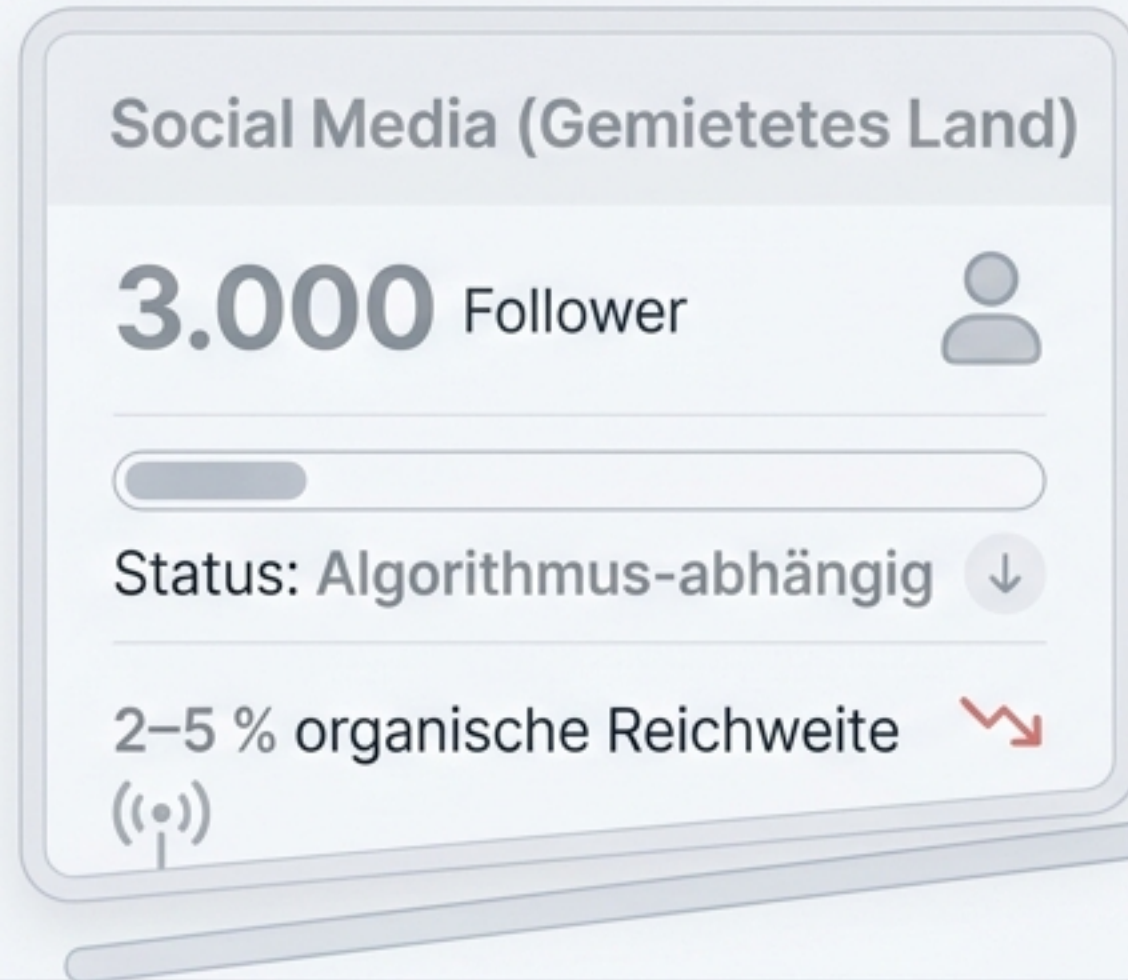 Social Media (Gemietetes Land)
3.000 Follower
Status: Algorithmus-abhängig
2–5 % organische Reichweite